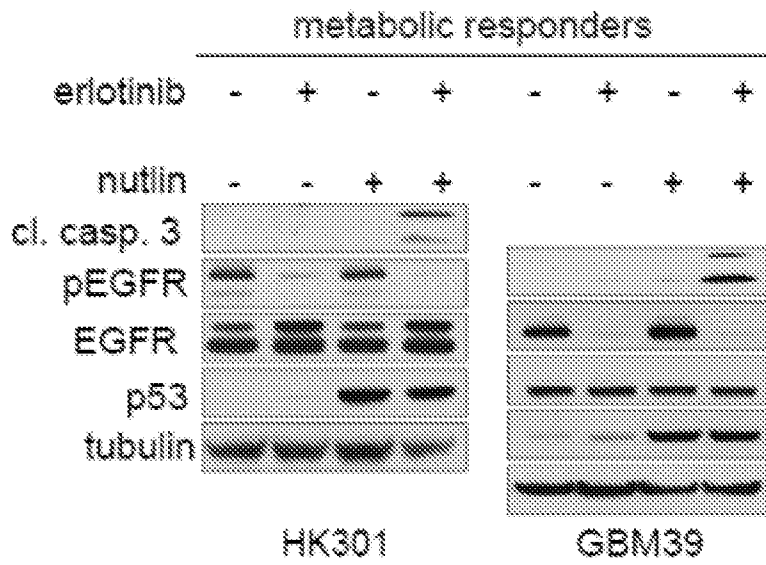 metabolic responders
erlotinib - + - + - + - +
nutlin - - + + - - + +
cl. casp. 3
pEGFR
EGFR
p53
tubulin
HK301 GBM39